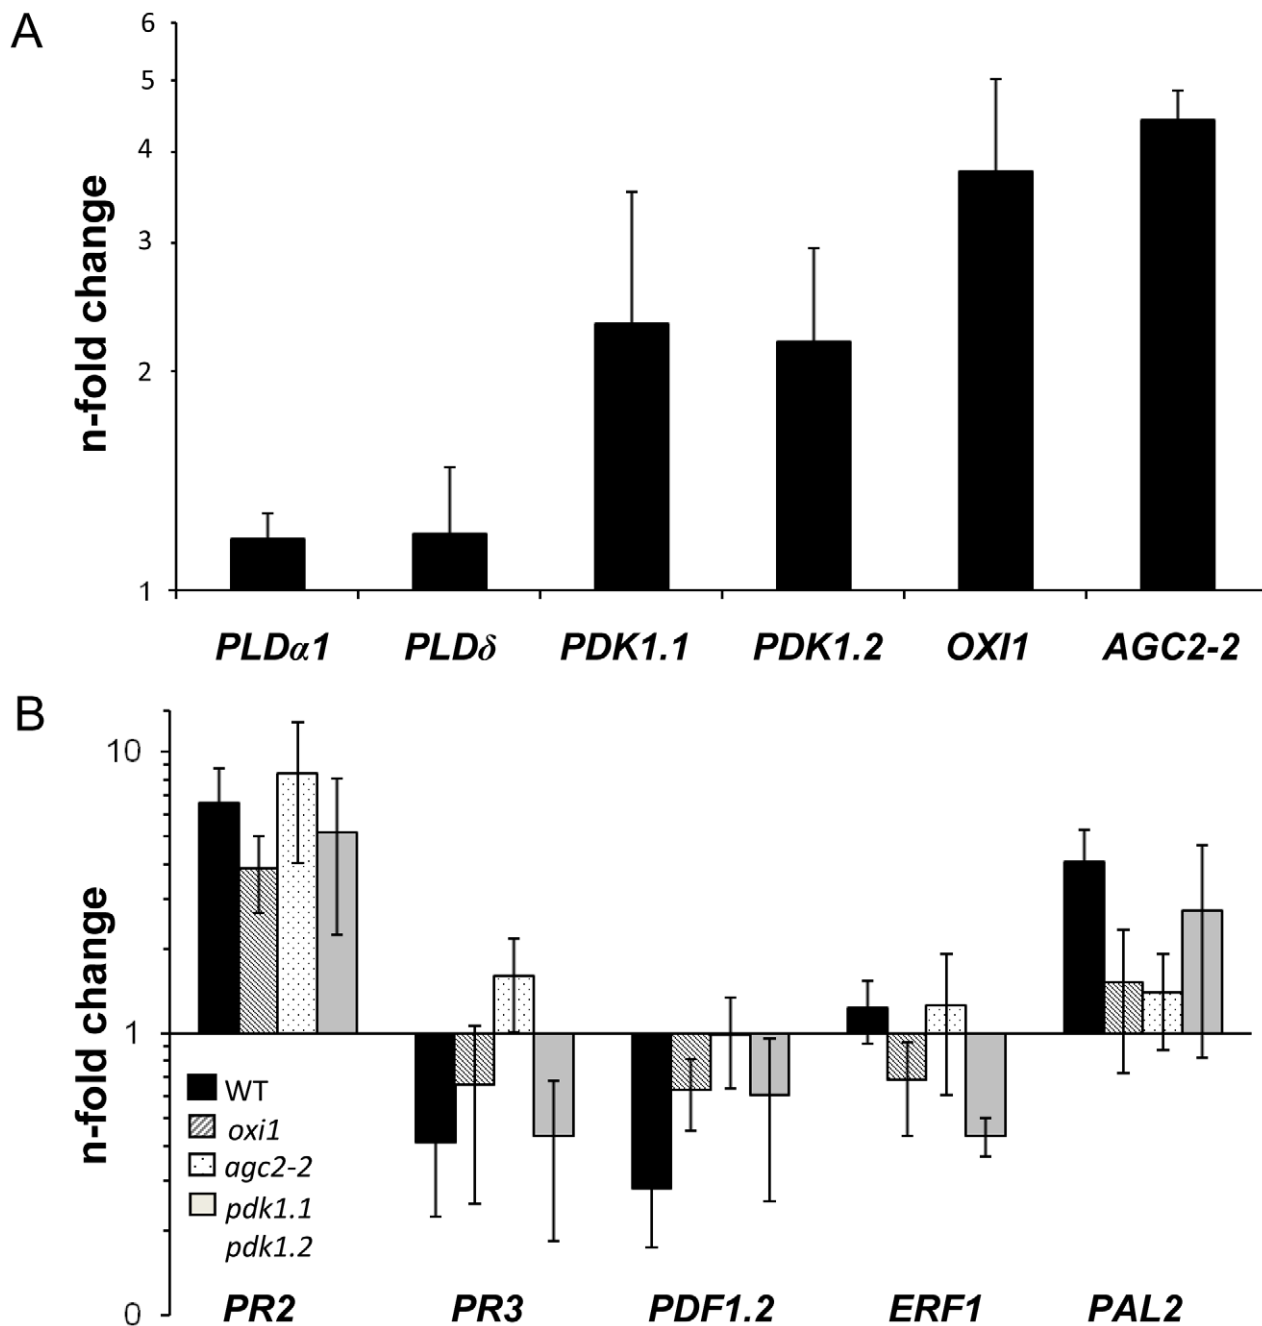 A
n-fold change
6
5
4
3
2
1
PLDα1 PLDδ PDK1.1 PDK1.2 OXI1 AGC2-2
B
n-fold change
10
1
0
WT
oxi1
agc2-2
pdk1.1
pdk1.2
PR2 PR3 PDF1.2 ERF1 PAL2